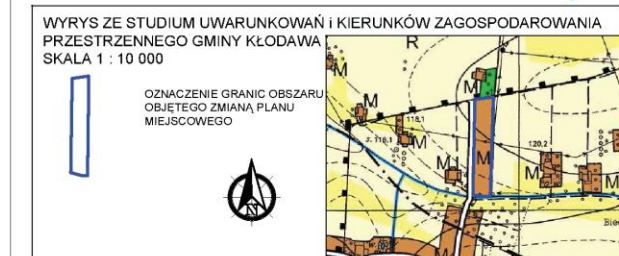 WYRYS ZE STUDIUM UWARUNKOWAŃ i KIERUNKÓW ZAGOSPODAROWANIA
PRZESTRZENNEGO GMINY KŁODAWA
SKALA 1 : 10 000
OZNACZENIE GRANIC OBSZARU
OBJĘTEGO ZMIANĄ PLANU
MIEJSCOWEGO
N
R
M
M
M
118,1
M
M
M
120,2
M
M
M